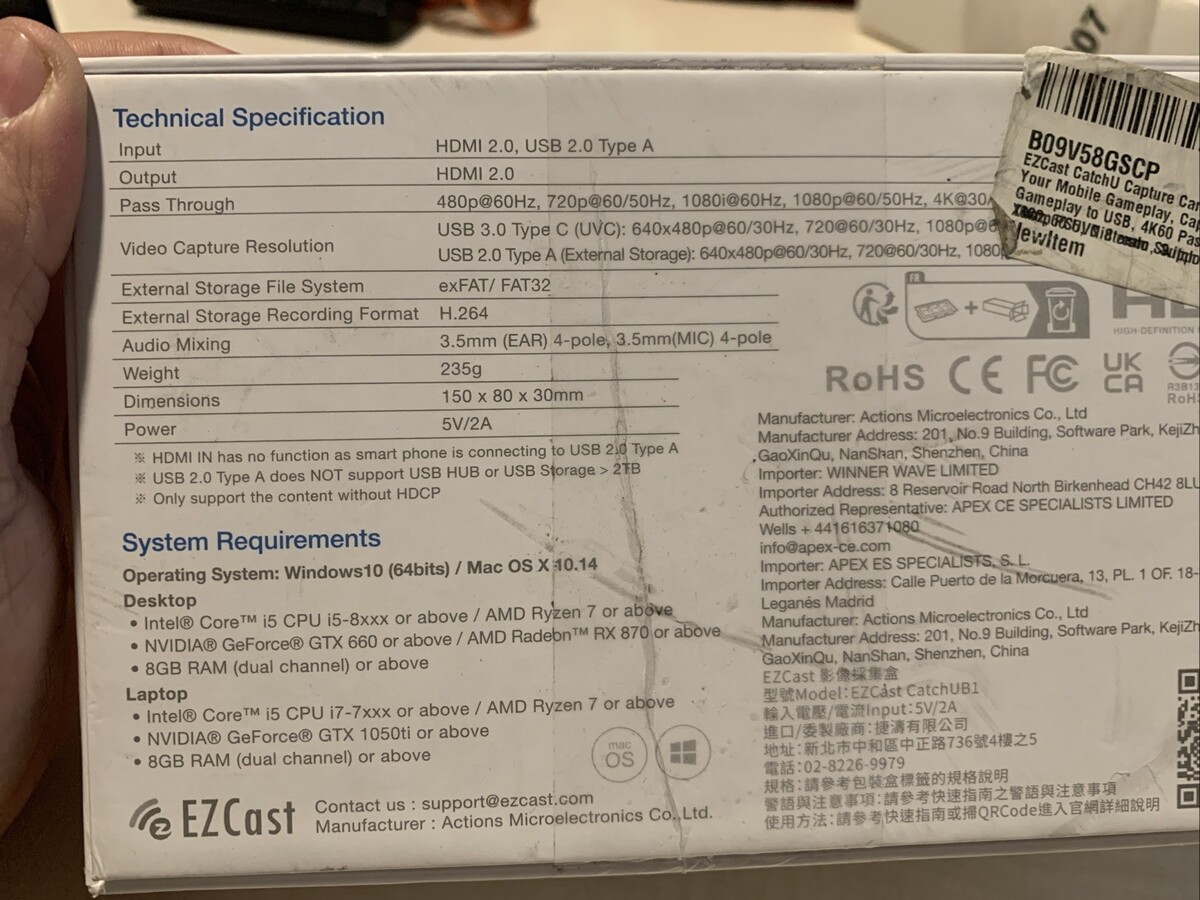 07
Technical Specification
Input HDMI 2.0, USB 2.0 Type A
Output HDMI 2.0
Pass Through 480p@60Hz, 720p@60/50Hz, 1080i@60Hz, 1080p@60/50Hz, 4K@30/
Video Capture Resolution USB 3.0 Type C (UVC): 640x480p@60/30Hz, 720@60/30Hz, 1080p@6
USB 2.0 Type A (External Storage): 640x480p@60/30Hz, 720@60/30Hz, 1080p
External Storage File System exFAT/ FAT32
External Storage Recording Format H.264
Audio Mixing 3.5mm (EAR) 4-pole, 3.5mm(MIC) 4-pole
Weight 235g
Dimensions 150 x 80 x 30mm
Power 5V/2A
※ HDMI IN has no function as smart phone is connecting to USB 2.0 Type A
※ USB 2.0 Type A does NOT support USB HUB or USB Storage > 2TB
※ Only support the content without HDCP
System Requirements
Operating System: Windows10 (64bits) / Mac OS X 10.14
Desktop
• Intel® Core™ i5 CPU i5-8xxx or above / AMD Ryzen 7 or above
• NVIDIA® GeForce® GTX 660 or above / AMD Radebn™ RX 870 or above
• 8GB RAM (dual channel) or above
Laptop
• Intel® Core™ i5 CPU i7-7xxx or above / AMD Ryzen 7 or above
• NVIDIA® GeForce® GTX 1050ti or above
• 8GB RAM (dual channel) or above
mac
OS
EZCast
Contact us : support@ezcast.com
Manufacturer : Actions Microelectronics Co.,Ltd.
B09V58GSCP
EZCast CatchU Capture Car
Your Mobile Gameplay, Cap
Gameplay to USB, 4K60 Pas
NewItem
FR
HIGH-DEFINITION
RoHS CE FC UK CA
R3B13
RoHS
Manufacturer: Actions Microelectronics Co., Ltd
Manufacturer Address: 201, No.9 Building, Software Park, KejiZh
GaoXinQu, NanShan, Shenzhen, China
Importer: WINNER WAVE LIMITED
Importer Address: 8 Reservoir Road North Birkenhead CH42 8LU
Authorized Representative: APEX CE SPECIALISTS LIMITED
Wells + 441616371080
info@apex-ce.com
Importer: APEX ES SPECIALISTS, S. L.
Importer Address: Calle Puerto de la Morcuera, 13, PL. 1 OF. 18-
Leganés Madrid
Manufacturer: Actions Microelectronics Co., Ltd
Manufacturer Address: 201, No.9 Building, Software Park, KejiZh
GaoXinQu, NanShan, Shenzhen, China
EZCast 影像採集盒
型號Model:EZCast CatchUB1
輸入電壓/電流Input:5V/2A
進口/委製廠商:捷濤有限公司
地址:新北市中和區中正路736號4樓之5
電話:02-8226-9979
規格:請參考包裝盒標籤的規格說明
警語與注意事項:請參考快速指南之警語與注意事項
使用方法:請參考快速指南或掃QRCode進入官網詳細說明